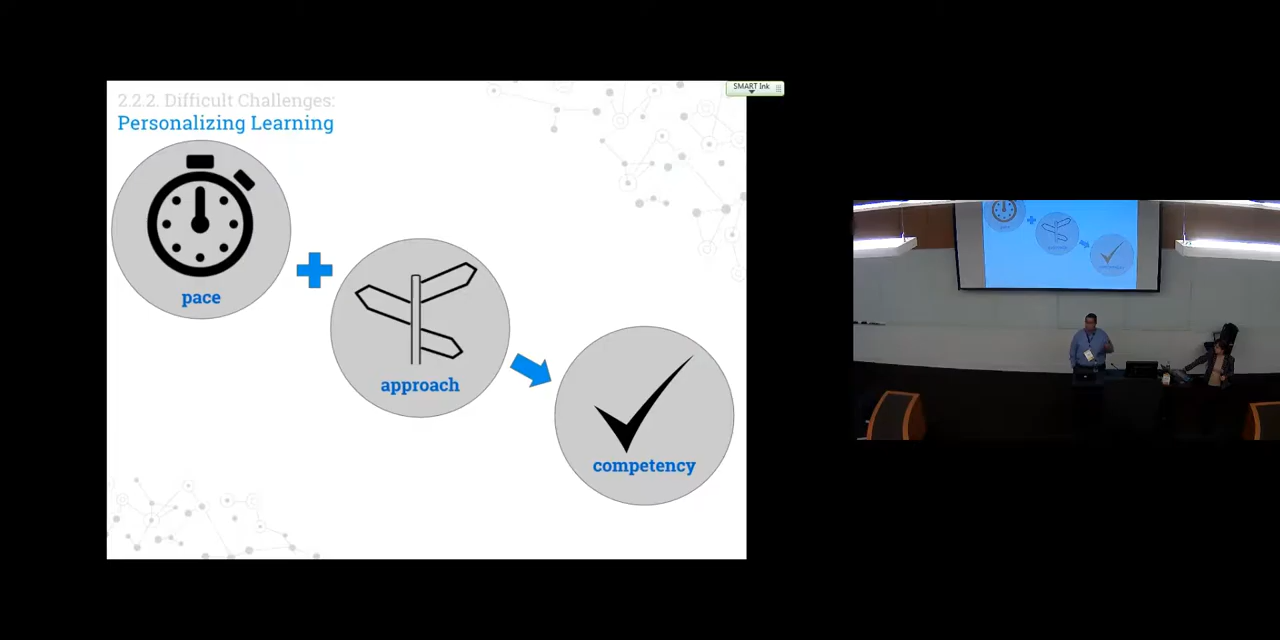 2.2.2. Difficult Challenges:
Personalizing Learning
SMART Ink
pace
approach
competency